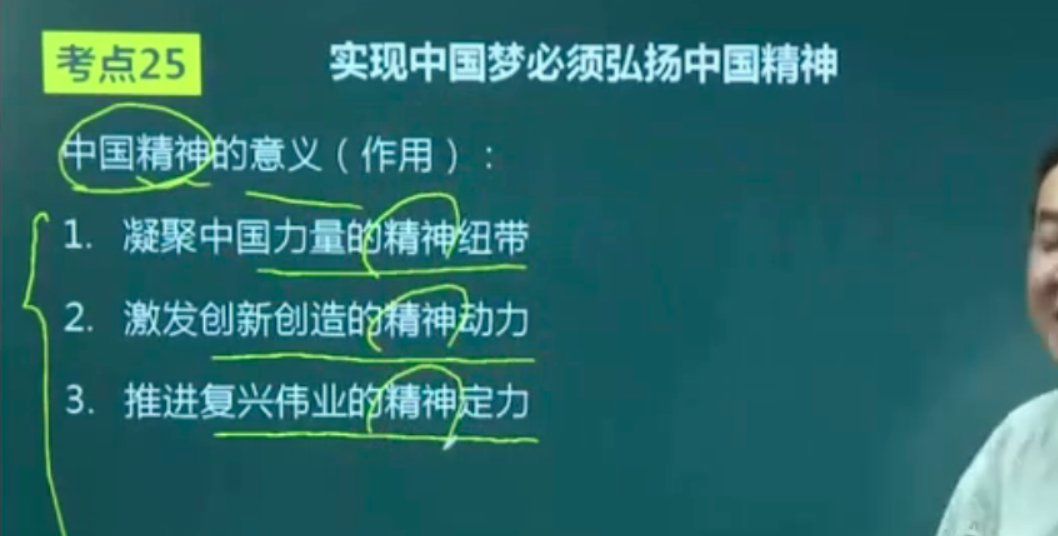 考点25 实现中国梦必须弘扬中国精神
中国精神的意义（作用）：
1. 凝聚中国力量的精神纽带
2. 激发创新创造的精神动力
3. 推进复兴伟业的精神定力